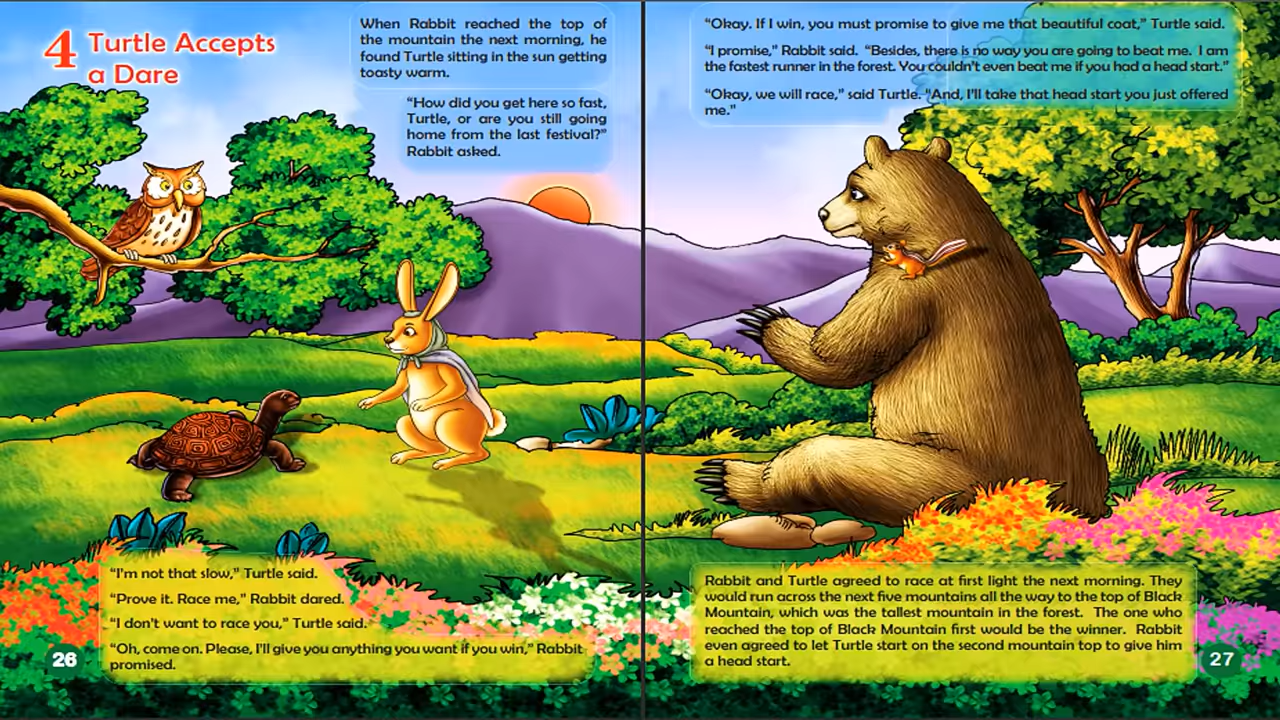 4 Turtle Accepts
a Dare
When Rabbit reached the top of
the mountain the next morning, he
found Turtle sitting in the sun getting
toasty warm.
“How did you get here so fast,
Turtle, or are you still going
home from the last festival?”
Rabbit asked.
“I'm not that slow,” Turtle said.
“Prove it. Race me,” Rabbit dared.
“I don't want to race you,” Turtle said.
“Oh, come on. Please, I'll give you anything you want if you win,” Rabbit
promised.
26
“Okay. If I win, you must promise to give me that beautiful coat,” Turtle said.
“I promise,” Rabbit said. “Besides, there is no way you are going to beat me. I am
the fastest runner in the forest. You couldn't even beat me if you had a head start.”
“Okay, we will race,” said Turtle. “And, I'll take that head start you just offered
me.”
Rabbit and Turtle agreed to race at first light the next morning. They
would run across the next five mountains all the way to the top of Black
Mountain, which was the tallest mountain in the forest. The one who
reached the top of Black Mountain first would be the winner. Rabbit
even agreed to let Turtle start on the second mountain top to give him
a head start.
27